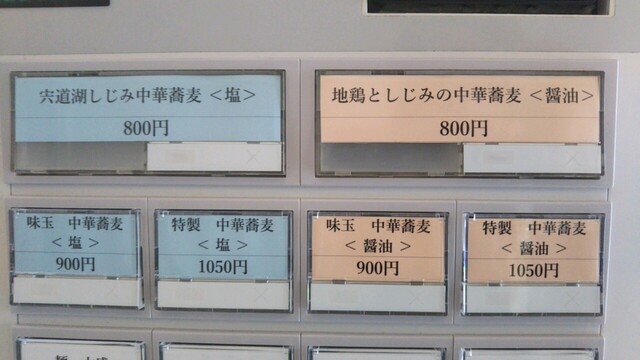 宍道湖しじみ中華蕎麦<塩>
800円
地鶏としじみの中華蕎麦<醤油>
800円
味玉 中華蕎麦
<塩>
900円
特製 中華蕎麦
<塩>
1050円
味玉 中華蕎麦
<醤油>
900円
特製 中華蕎麦
<醤油>
1050円